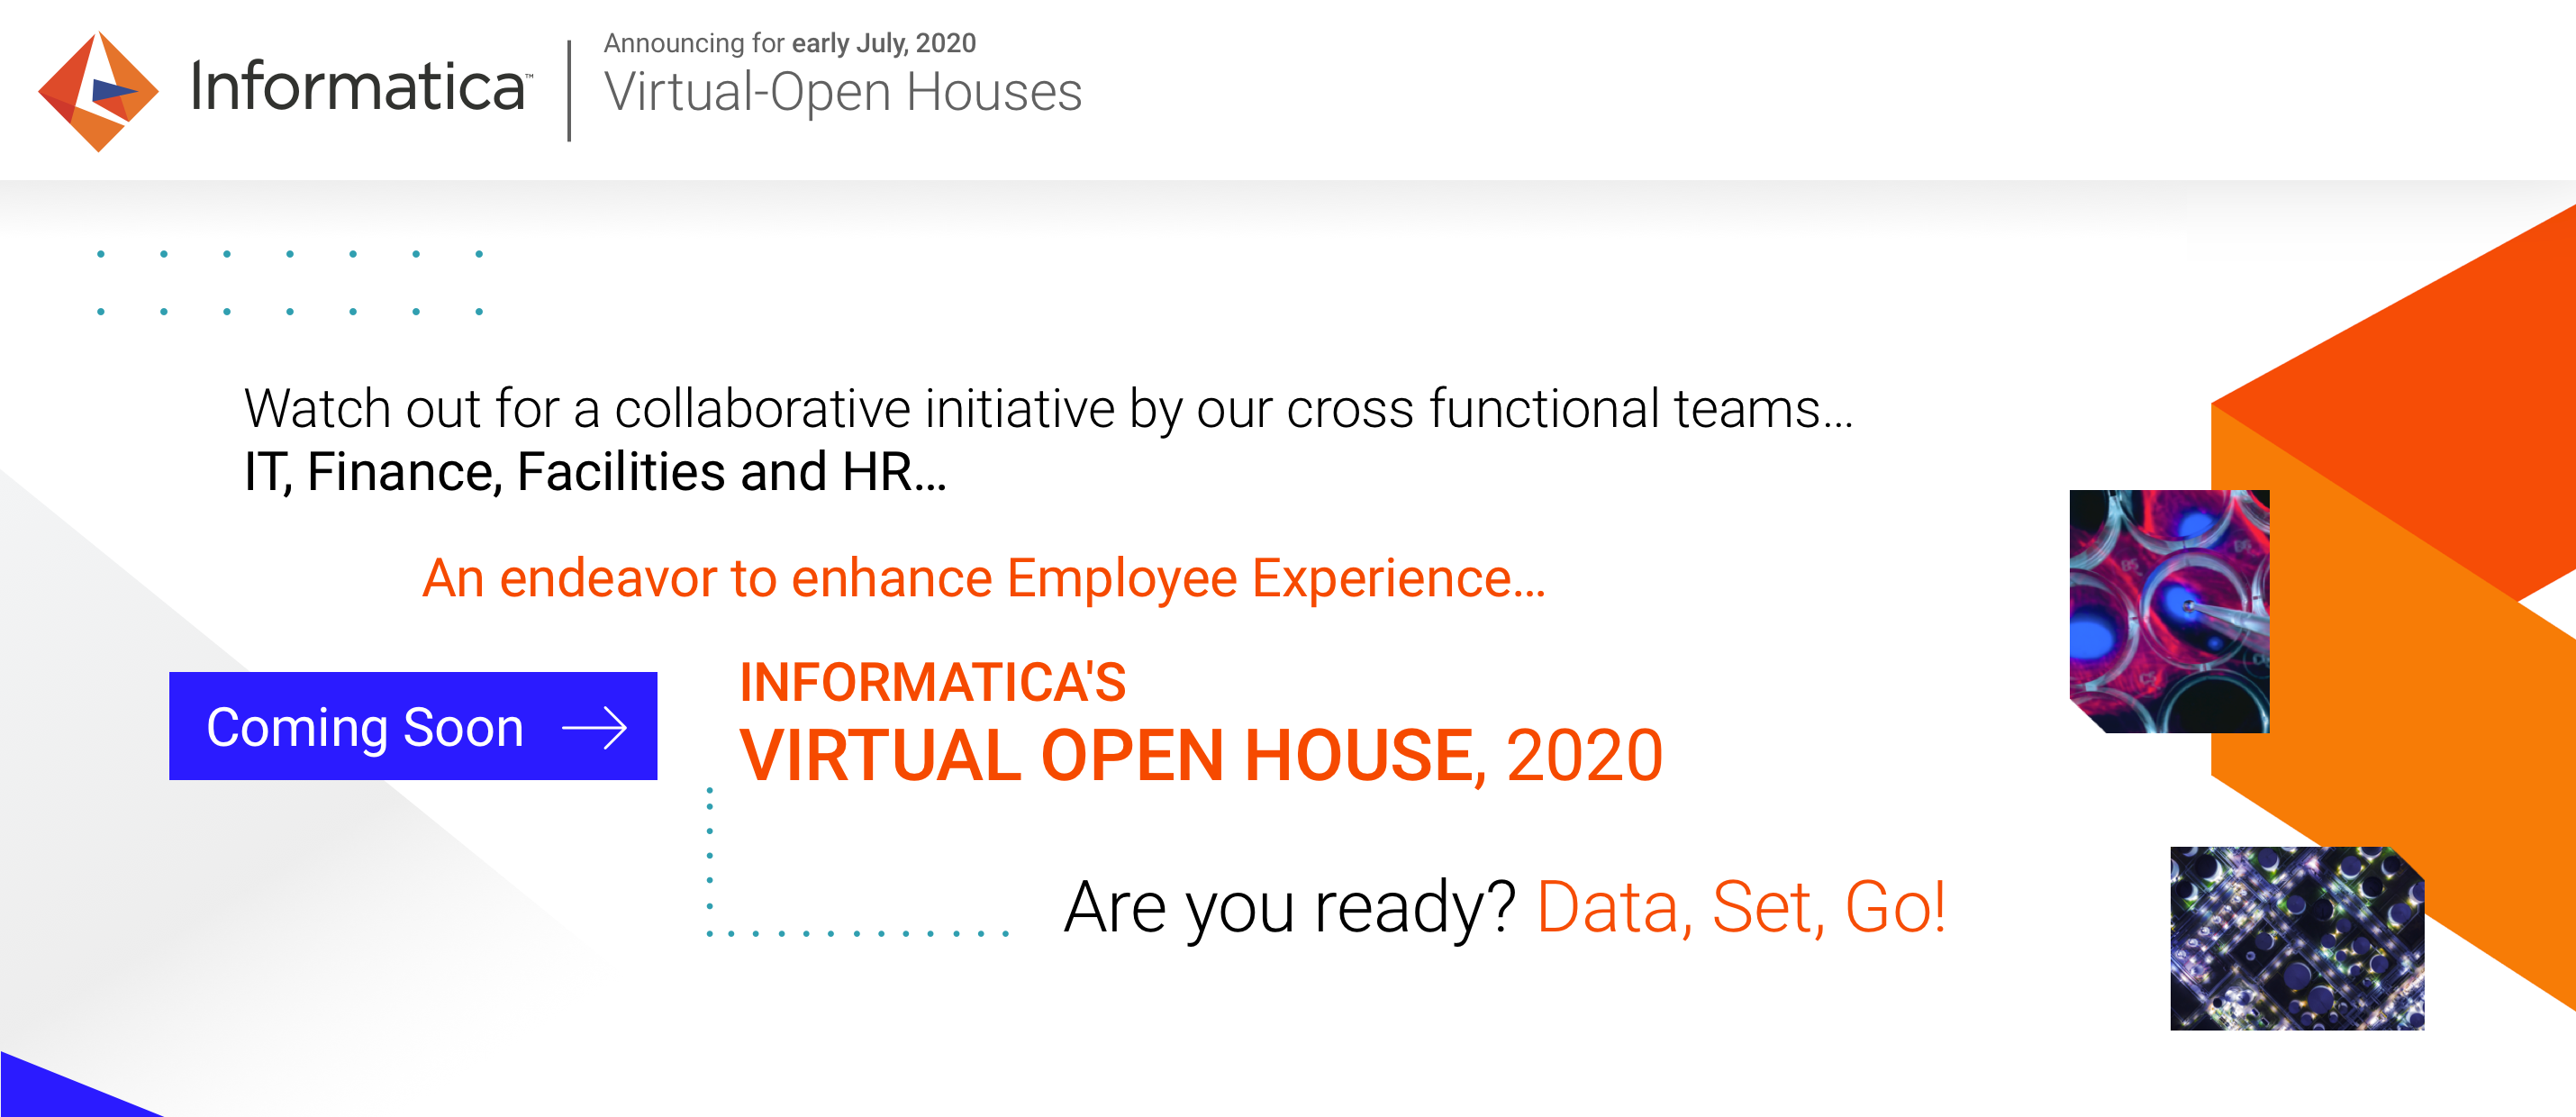 Informatica™
Announcing for early July, 2020
Virtual-Open Houses
Watch out for a collaborative initiative by our cross functional teams...
IT, Finance, Facilities and HR...
An endeavor to enhance Employee Experience...
Coming Soon
INFORMATICA'S
VIRTUAL OPEN HOUSE, 2020
Are you ready? Data, Set, Go!